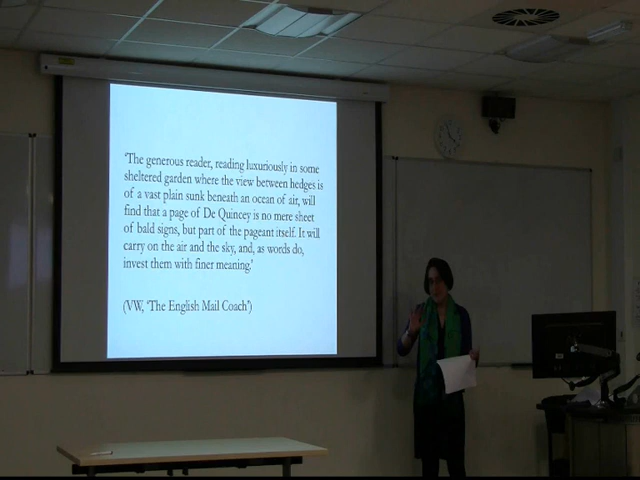 ‘The generous reader, reading luxuriously in some
sheltered garden where the view between hedges is
of a vast plain sunk beneath an ocean of air, will
find that a page of De Quincey is no mere sheet
of bald signs, but part of the pageant itself. It will
carry on the air and the sky, and, as words do,
invest them with finer meaning.’
(VW, ‘The English Mail Coach’)